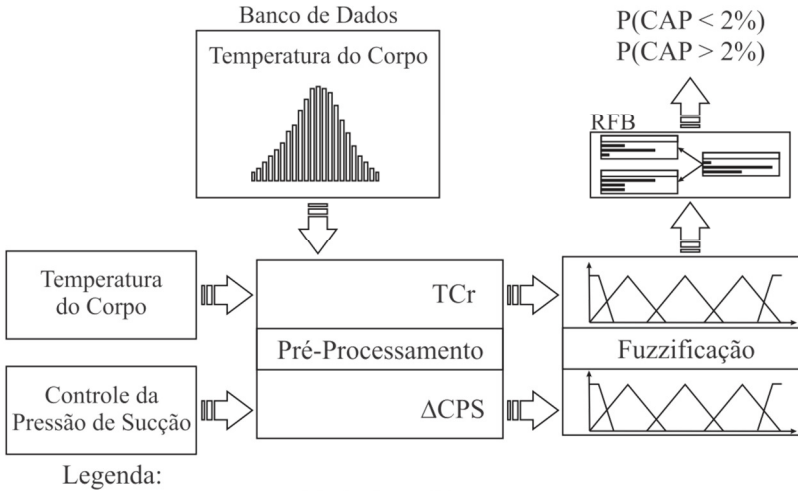 Banco de Dados
Temperatura do Corpo
P(CAP < 2%)
P(CAP > 2%)
RFB
Temperatura
do Corpo
TCr
Pré-Processamento
Fuzzificação
Controle da
Pressão de Sucção
ΔCPS
Legenda: